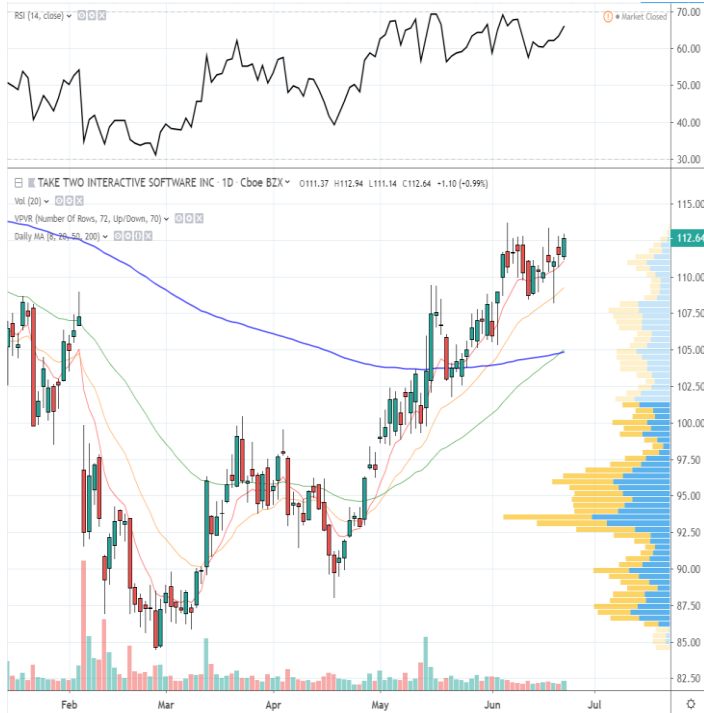 RSI (14, close)
Market Closed
70.00
60.00
50.00
40.00
30.00
TAKE TWO INTERACTIVE SOFTWARE INC · 1D · Cboe BZX O111.37 H112.94 L111.14 C112.64 +1.10 (+0.99%)
Vol (20)
VPVR (Number Of Rows, 72, Up/Down, 70)
Daily MA (8, 20, 50, 200)
115.00
112.64
110.00
107.50
105.00
102.50
100.00
97.50
95.00
92.50
90.00
87.50
85.00
82.50
Feb Mar Apr May Jun Jul